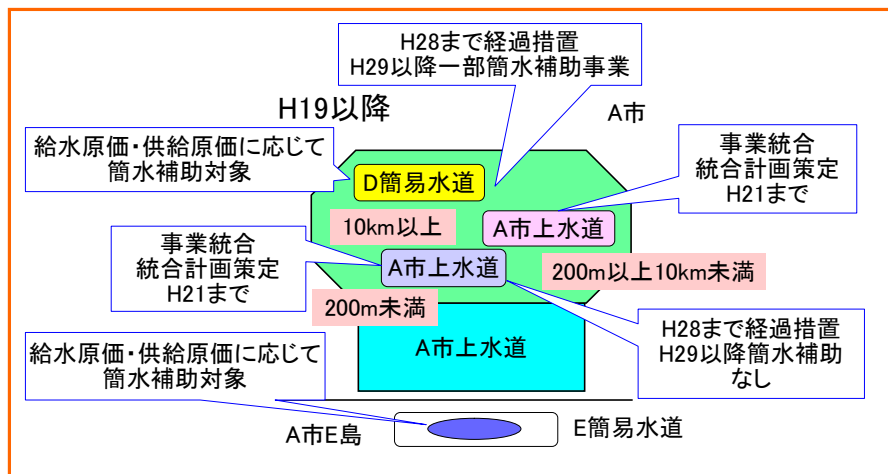 H28まで経過措置
H29以降一部簡水補助事業
H19以降
A市
給水原価・供給原価に応じて
簡水補助対象
事業統合
統合計画策定
H21まで
D簡易水道
10km以上
A市上水道
事業統合
統合計画策定
H21まで
A市上水道
200m以上10km未満
200m未満
H28まで経過措置
H29以降簡水補助
なし
A市上水道
給水原価・供給原価に応じて
簡水補助対象
A市E島
E簡易水道